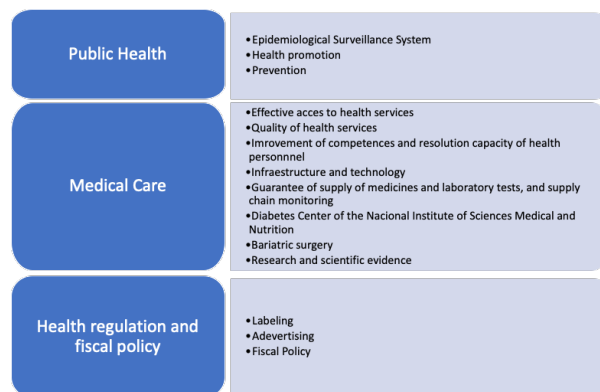 Public Health
•Epidemiological Surveillance System
•Health promotion
•Prevention
Medical Care
•Effective acces to health services
•Quality of health services
•Imrovement of competences and resolution capacity of health
personnnel
•Infraestructure and technology
•Guarantee of supply of medicines and laboratory tests, and supply
chain monitoring
•Diabetes Center of the Nacional Institute of Sciences Medical and
Nutrition
•Bariatric surgery
•Research and scientific evidence
Health regulation and
fiscal policy
•Labeling
•Adevertising
•Fiscal Policy